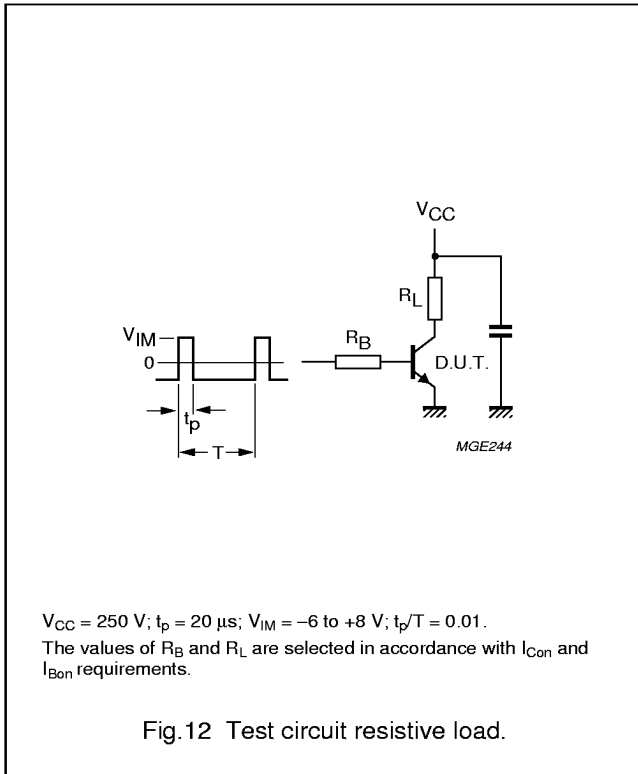 VCC
RL
VIM
RB
0
D.U.T.
tp
T
MGE244
VCC = 250 V; tp = 20 µs; VIM = −6 to +8 V; tp/T = 0.01.
The values of RB and RL are selected in accordance with ICon and
IBon requirements.
Fig.12 Test circuit resistive load.